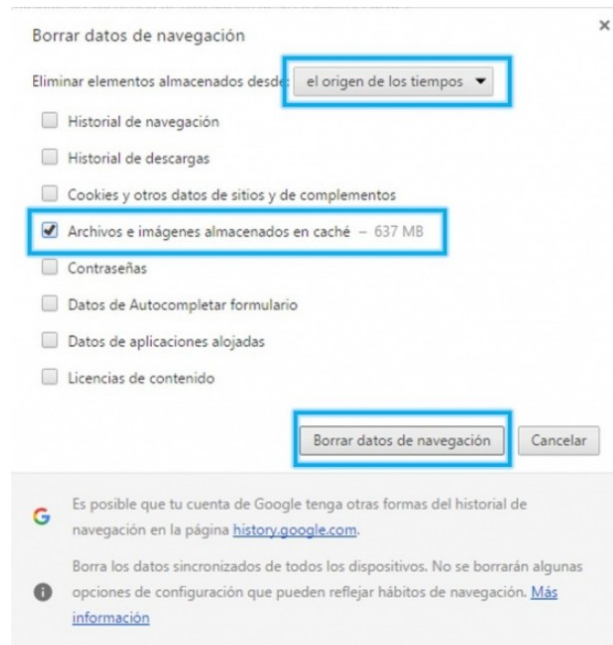 Borrar datos de navegación
Eliminar elementos almacenados desde: el origen de los tiempos
Historial de navegación
Historial de descargas
Cookies y otros datos de sitios y de complementos
Archivos e imágenes almacenados en caché – 637 MB
Contraseñas
Datos de Autocompletar formulario
Datos de aplicaciones alojadas
Licencias de contenido
Borrar datos de navegación Cancelar
Es posible que tu cuenta de Google tenga otras formas del historial de
navegación en la página history.google.com.
Borra los datos sincronizados de todos los dispositivos. No se borrarán algunas
opciones de configuración que pueden reflejar hábitos de navegación. Más
información